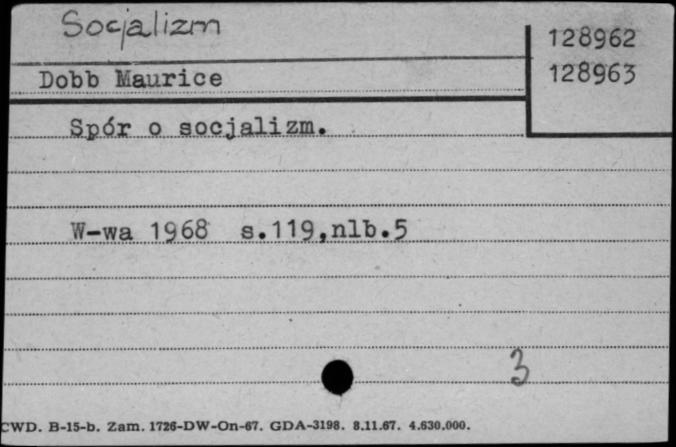 Socjalizm
128962
Dobb Maurice
128963
Spór o socjalizm.
W-wa 1968 s.119,nlb.5
3
CWD. B-15-b. Zam. 1726-DW-On-67. GDA-3198. 8.11.67. 4.630.000.